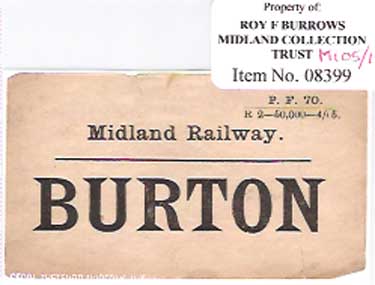 Property of:
ROY F BURROWS
MIDLAND COLLECTION
TRUST M105/1
Item No. 08399
P. F. 70.
R 2—50,000—4/15.
Midland Railway.
BURTON